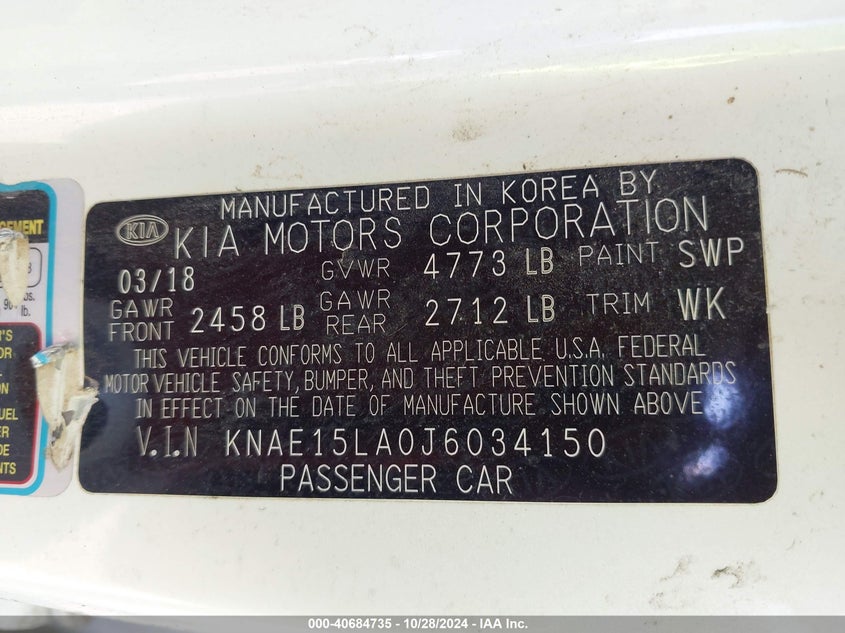 MANUFACTURED IN KOREA BY
KIA KIA MOTORS CORPORATION
03/18 GVWR 4773 LB PAINT SWP
GAWR FRONT 2458 LB GAWR REAR 2712 LB TRIM WK
THIS VEHICLE CONFORMS TO ALL APPLICABLE U.S.A. FEDERAL
MOTOR VEHICLE SAFETY, BUMPER, AND THEFT PREVENTION STANDARDS
IN EFFECT ON THE DATE OF MANUFACTURE SHOWN ABOVE
V.I.N KNAE15LA0J6034150
PASSENGER CAR
lb.
000-40684735 - 10/28/2024 - IAA Inc.